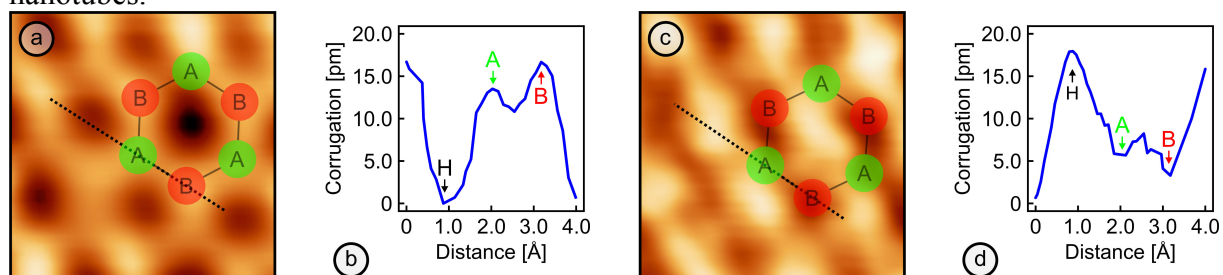 nanotubes.
a
A
B
B
A
A
B
b
Corrugation [pm]
20.0
15.0
10.0
5.0
0
H
A
B
0
1.0
2.0
3.0
4.0
Distance [Å]
c
A
B
B
A
A
B
d
Corrugation [pm]
20.0
15.0
10.0
5.0
0
H
A
B
0
1.0
2.0
3.0
4.0
Distance [Å]